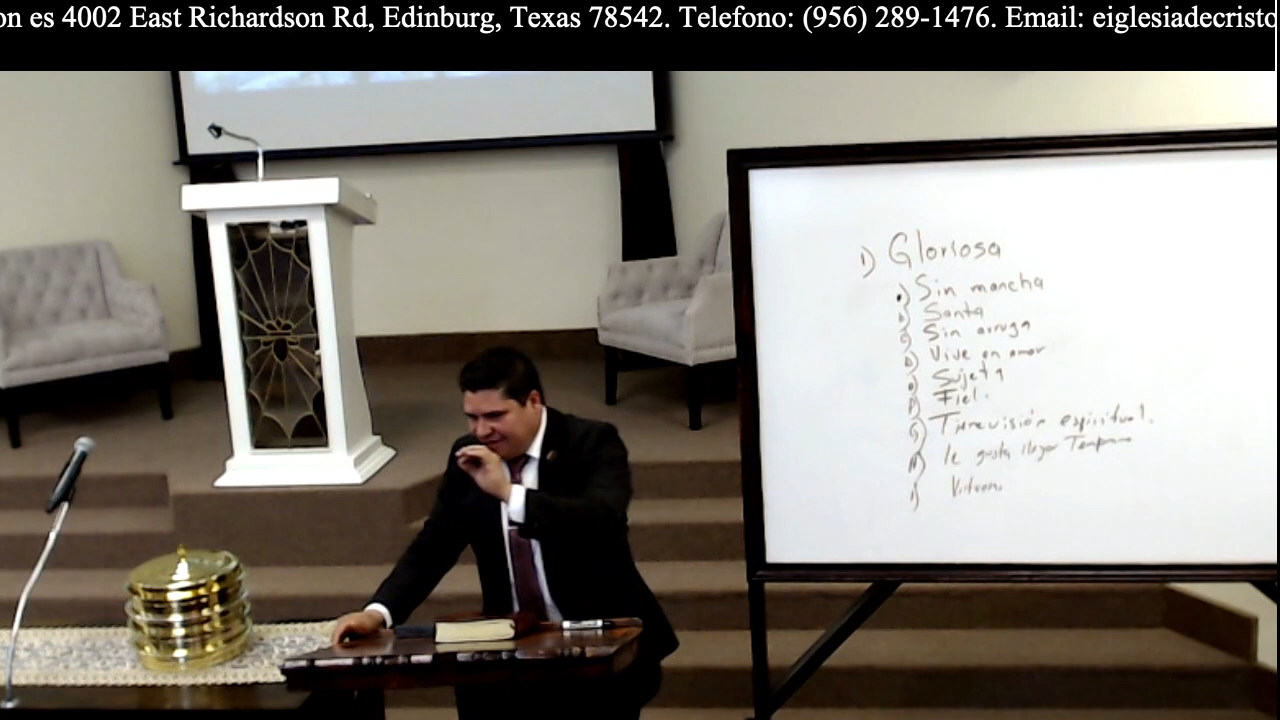 on es 4002 East Richardson Rd, Edinburg, Texas 78542. Telefono: (956) 289-1476. Email: eiglesiadecristo
1) Gloriosa
Sin mancha
Santa
Sin arruga
Vive en amor
Sujeta
Fiel.
visión espiritual.
le gusta llegar Temprano